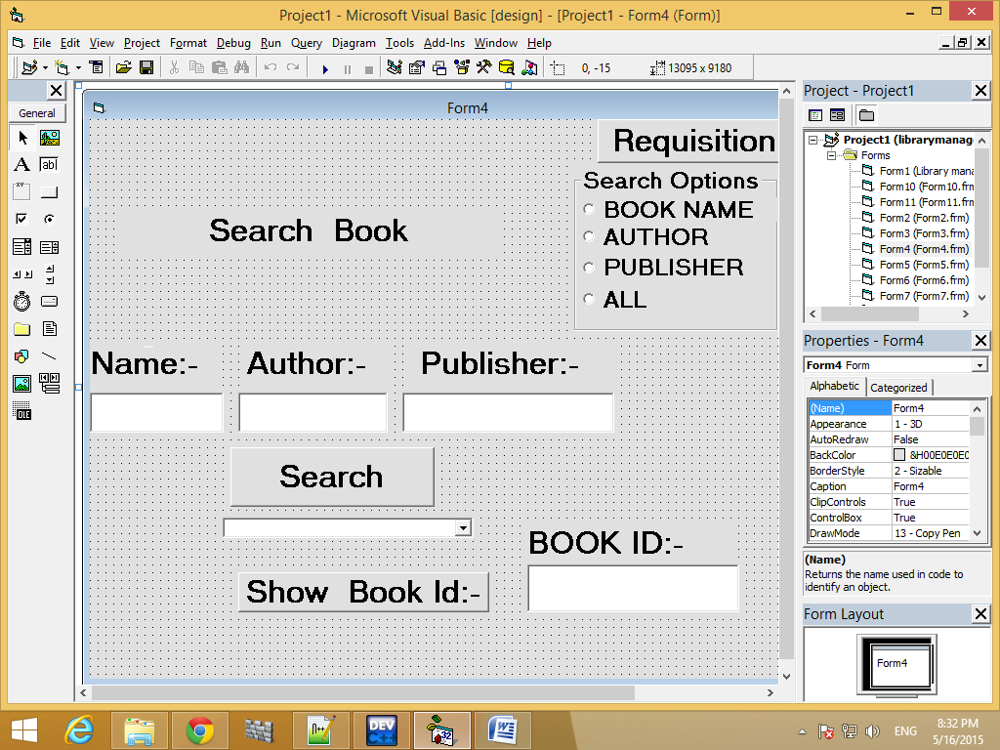 Project1 - Microsoft Visual Basic [design] - [Project1 - Form4 (Form)]
File Edit View Project Format Debug Run Query Diagram Tools Add-Ins Window Help
0, -15
13095 x 9180
General
A
ab|
xy
OLE
Form4
Requisition
Search Options
BOOK NAME
AUTHOR
PUBLISHER
ALL
Search Book
Name:-
Author:-
Publisher:-
Search
BOOK ID:-
Show Book Id:-
Project - Project1
Project1 (librarymanag
Forms
Form1 (Library mana
Form10 (Form10.frm
Form11 (Form11.frm
Form2 (Form2.frm)
Form3 (Form3.frm)
Form4 (Form4.frm)
Form5 (Form5.frm)
Form6 (Form6.frm)
Form7 (Form7.frm)
Properties - Form4
Form4 Form
Alphabetic Categorized
(Name) Form4
Appearance 1 - 3D
AutoRedraw False
BackColor &H00E0E0E0
BorderStyle 2 - Sizable
Caption Form4
ClipControls True
ControlBox True
DrawMode 13 - Copy Pen
(Name)
Returns the name used in code to
identify an object.
Form Layout
Form4
n++
DEV
C++
32
W
ENG
8:32 PM
5/16/2015